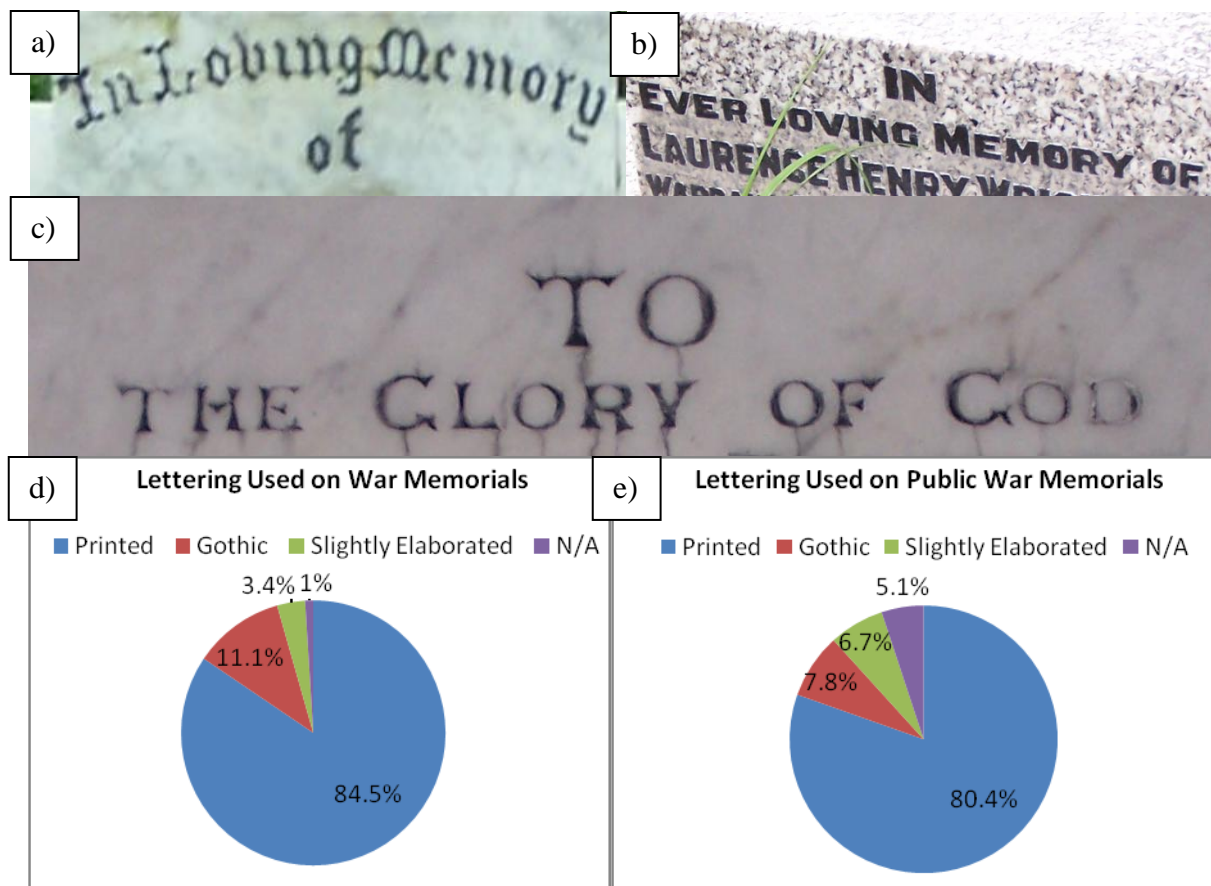 a)
In Loving Memory
of
b)
IN
EVER LOVING MEMORY OF
LAURENCE HENRY
c)
TO
THE GLORY OF GOD
d)
Lettering Used on War Memorials
Printed Gothic Slightly Elaborated N/A
3.4% 1%
11.1%
84.5%
e)
Lettering Used on Public War Memorials
Printed Gothic Slightly Elaborated N/A
5.1%
6.7%
7.8%
80.4%